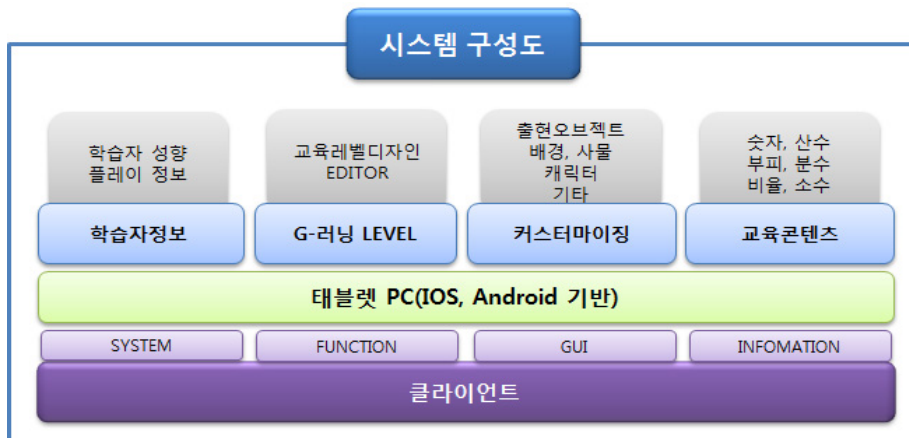 시스템 구성도
학습자 성향
플레이 정보
교육레벨디자인
EDITOR
출현오브젝트
배경, 사물
캐릭터
기타
숫자, 산수
부피, 분수
비율, 소수
학습자정보
G-러닝 LEVEL
커스터마이징
교육콘텐츠
태블렛 PC(IOS, Android 기반)
SYSTEM
FUNCTION
GUI
INFOMATION
클라이언트